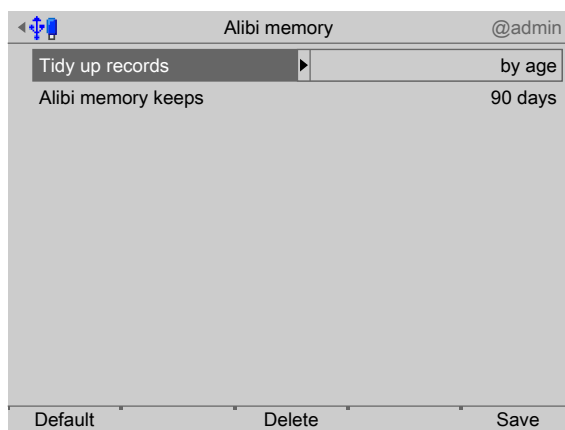 Alibi memory @admin
Tidy up records by age
Alibi memory keeps 90 days
Default Delete Save